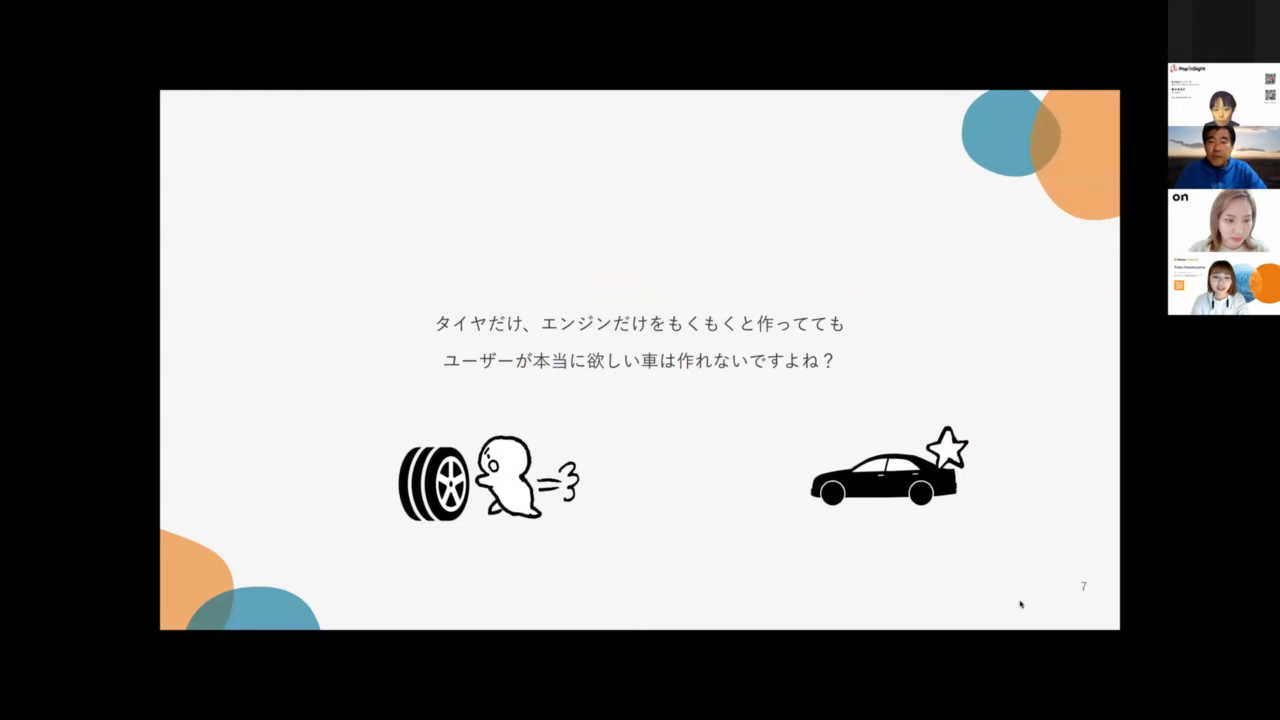 タイヤだけ、エンジンだけをもくもくと作ってても
ユーザーが本当に欲しい車は作れないですよね？
7
Pop'nSight
on